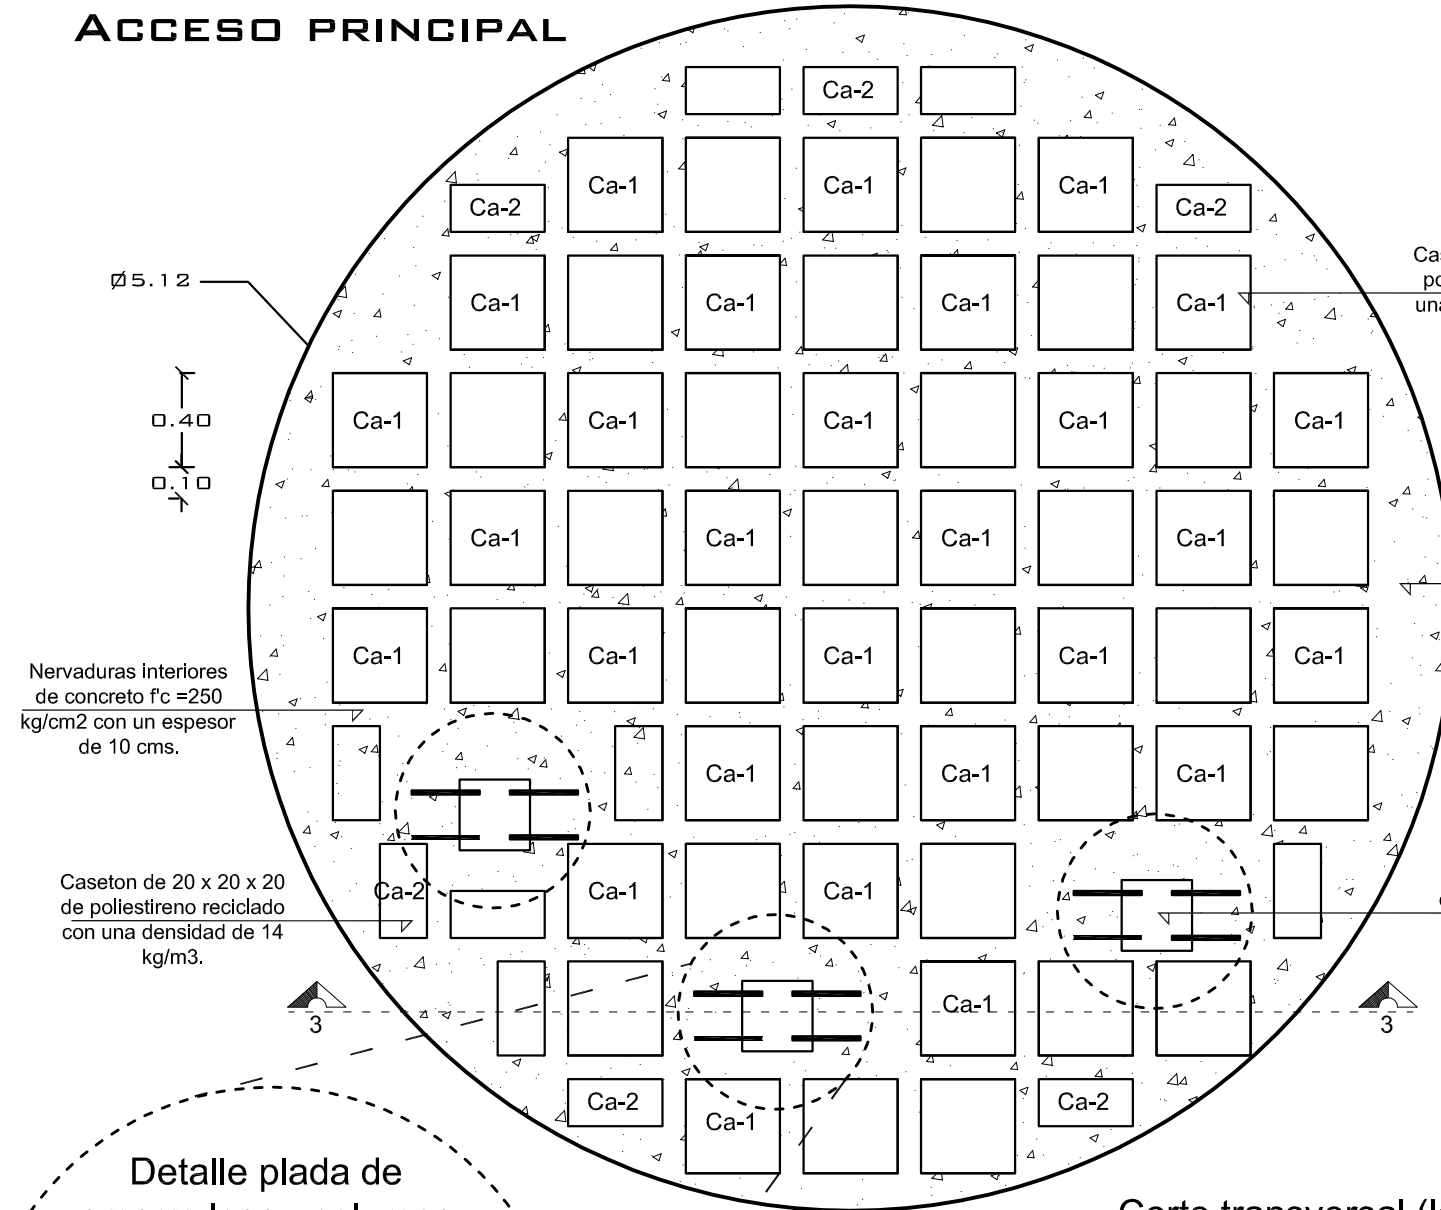 ACCESO PRINCIPAL
Ca-2
Ca-1 Ca-1 Ca-1
Ca-2 Ca-2
Ø5.12
Ca-1 Ca-1 Ca-1 Ca-1
Ca
po
una
0.40
Ca-1 Ca-1 Ca-1 Ca-1 Ca-1
0.10
Ca-1 Ca-1 Ca-1 Ca-1
Ca-1 Ca-1 Ca-1 Ca-1 Ca-1
Nervaduras interiores
de concreto f'c =250
kg/cm2 con un espesor
de 10 cms.
Ca-1 Ca-1 Ca-1
Ca-2 Ca-1 Ca-1
Caseton de 20 x 20 x 20
de poliestireno reciclado
con una densidad de 14
kg/m3.
Ca-1
3 3
Ca-2 Ca-1 Ca-2
Detalle plada de
Corte transversal